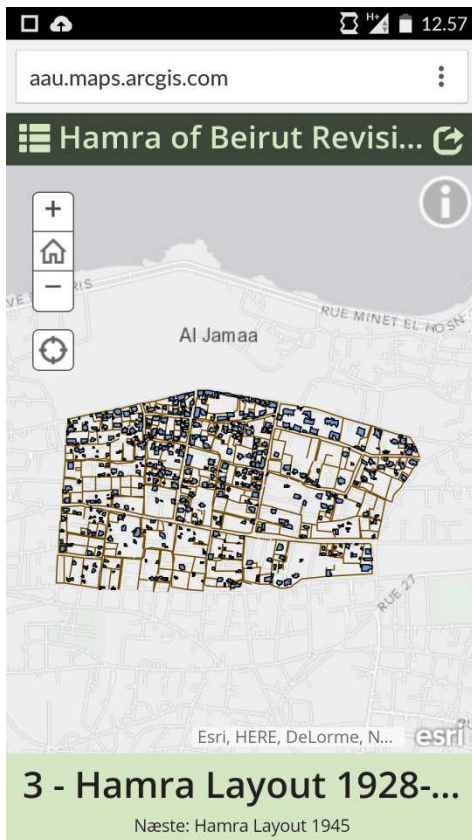 H+
12.57
aau.maps.arcgis.com
Hamra of Beirut Revisi...
RUE MINET EL HOSN
Al Jamaa
RUE 27
Esri, HERE, DeLorme, N...
esri
3 - Hamra Layout 1928-...
Næste: Hamra Layout 1945